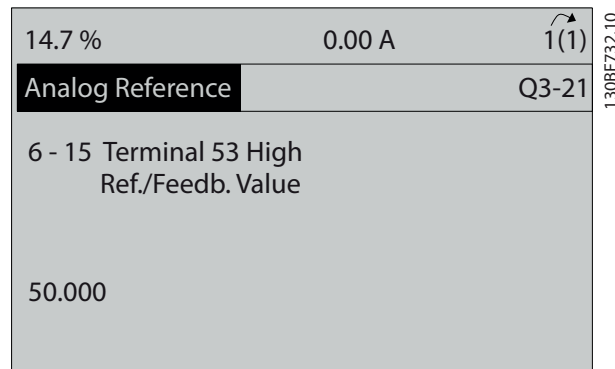 14.7 % 0.00 A 1(1)
Analog Reference Q3-21
6 - 15 Terminal 53 High
Ref./Feedb. Value
50.000
130BF732.10